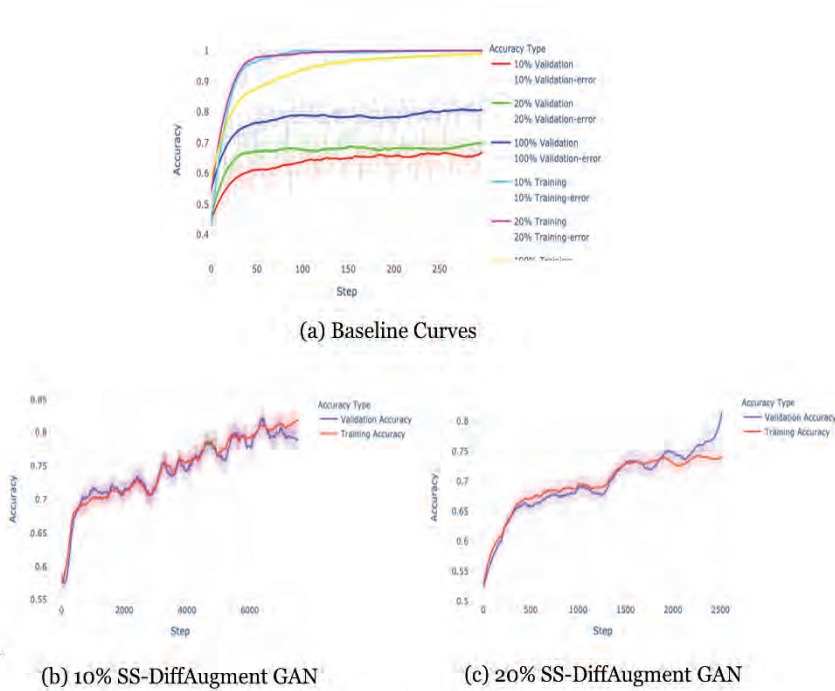 Accuracy Type
10% Validation
10% Validation-error
20% Validation
20% Validation-error
100% Validation
100% Validation-error
10% Training
10% Training-error
20% Training
20% Training-error
100% Training
1
0.9
0.8
0.7
0.6
0.5
0.4
Accuracy
0
50
100
150
200
250
Step
(a) Baseline Curves
Accuracy Type
Validation Accuracy
Training Accuracy
0.85
0.8
0.75
0.7
0.65
0.6
0.55
Accuracy
0
2000
4000
6000
Step
(b) 10% SS-DiffAugment GAN
Accuracy Type
Validation Accuracy
Training Accuracy
0.8
0.75
0.7
0.65
0.6
0.55
0.5
Accuracy
0
500
1000
1500
2000
2500
Step
(c) 20% SS-DiffAugment GAN